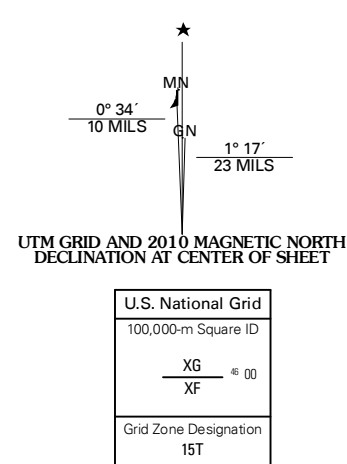 ★
MN
0° 34´
10 MILS
GN
1° 17´
23 MILS
UTM GRID AND 2010 MAGNETIC NORTH
DECLINATION AT CENTER OF SHEET
U.S. National Grid
100,000-m Square ID
XG
46 00
XF
Grid Zone Designation
15T